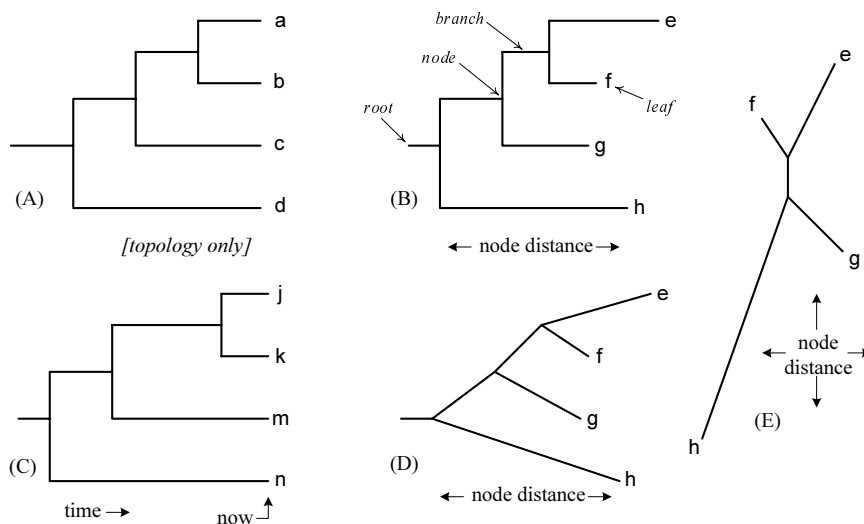 a
b
c
d
(A)
[topology only]
branch
node
root
leaf
e
f
g
h
(B)
node distance
e
f
g
h
node
distance
(E)
j
k
m
n
(C)
time
now
e
f
g
h
(D)
node distance